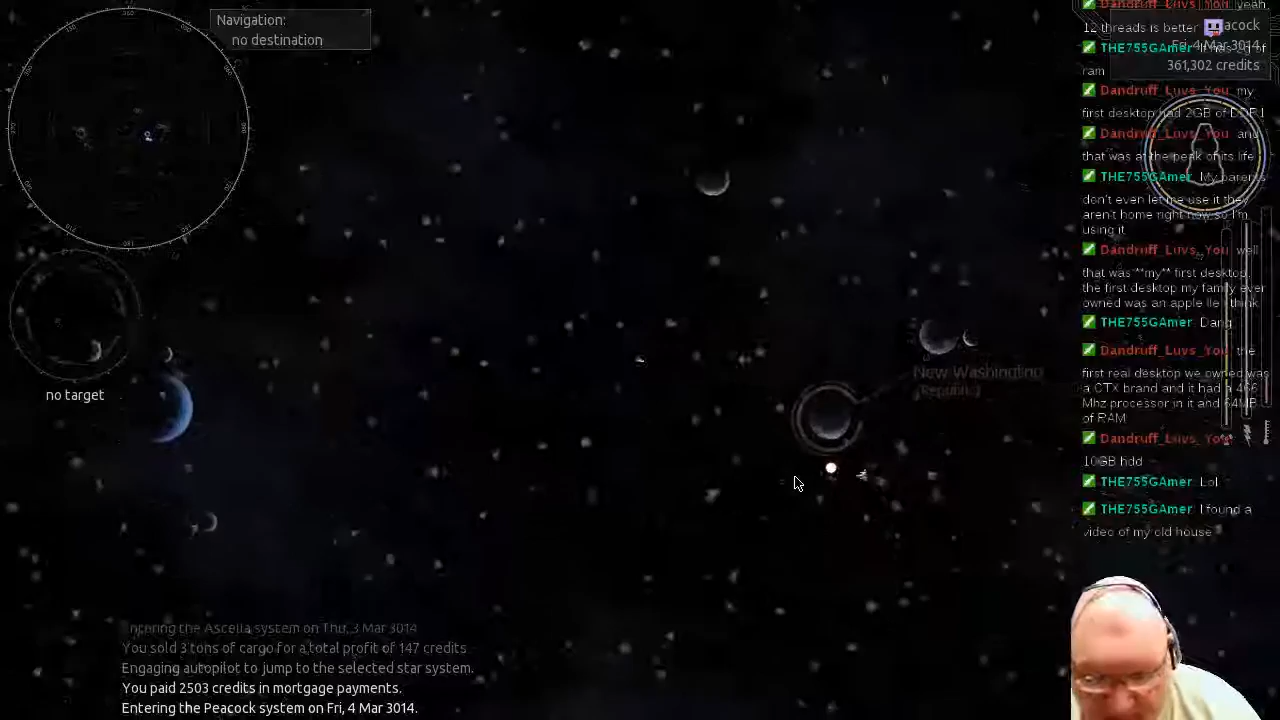 Navigation:
no destination
no target
New Washington
(Republic)
Entering the Ascella system on Thu, 3 Mar 3014
You sold 3 tons of cargo for a total profit of 147 credits.
Engaging autopilot to jump to the selected star system.
You paid 2503 credits in mortgage payments.
Entering the Peacock system on Fri, 4 Mar 3014.
acock
Fri, 4 Mar 3014
361,302 credits
Dandruff_Luvs_You yeah
12 threads is better
THE755GAmer of
ram
Dandruff_Luvs_You my
first desktop had 2GB of DDR1
Dandruff_Luvs_You and
that was at the peak of its life
THE755GAmer My parents
don't even let me use it they
aren't home right now so I'm
using it
Dandruff_Luvs_You well
that was **my** first desktop,
the first desktop my family ever
owned was an apple IIe I think
THE755GAmer Dang
Dandruff_Luvs_You the
first real desktop we owned was
a CTX brand and it had a 466
Mhz processor in it and 64MB
of RAM
Dandruff_Luvs_You
10GB hdd
THE755GAmer Lol
THE755GAmer I found a
video of my old house